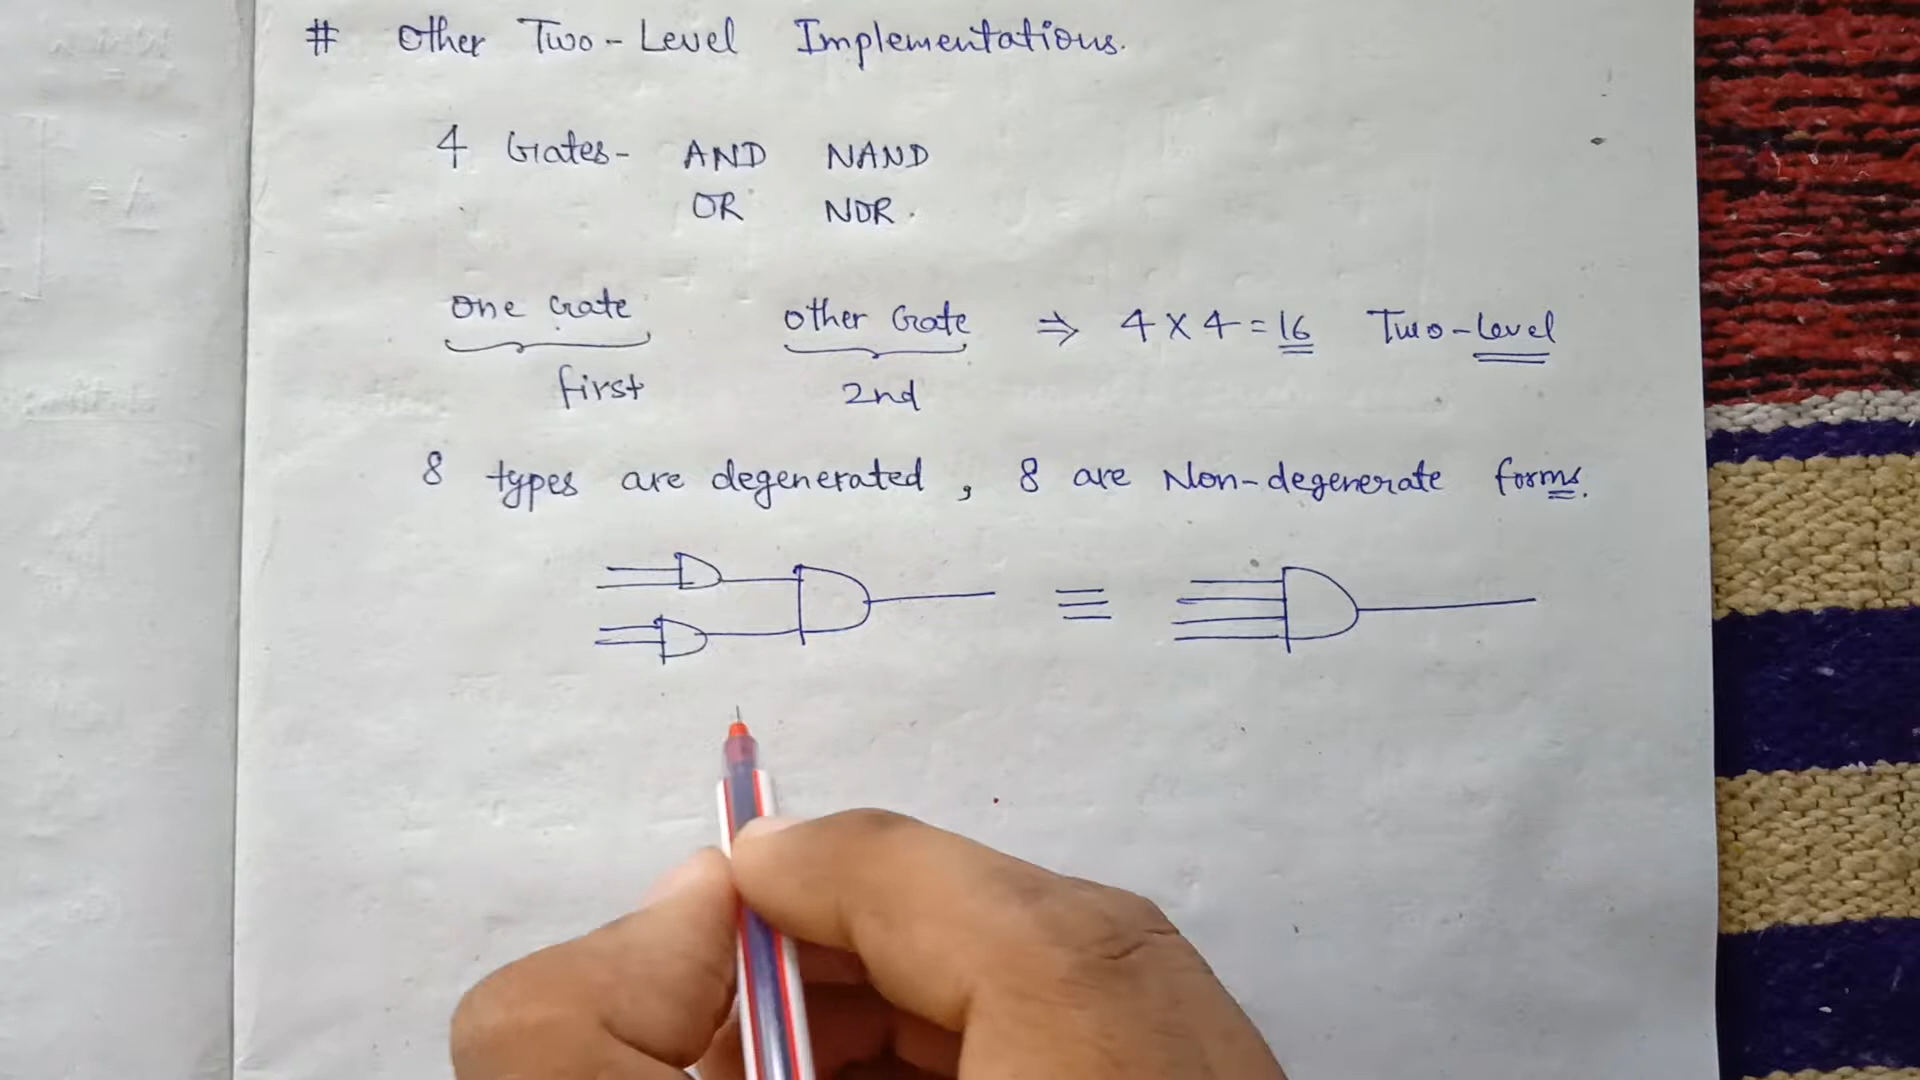 # Other Two-Level Implementations.
4 Gates- AND NAND
OR NOR.
One Gate other Gate ⇒ 4 X 4 = 16 Two-Level
first 2nd
8 types are degenerated, 8 are Non-degenerate forms.
≡